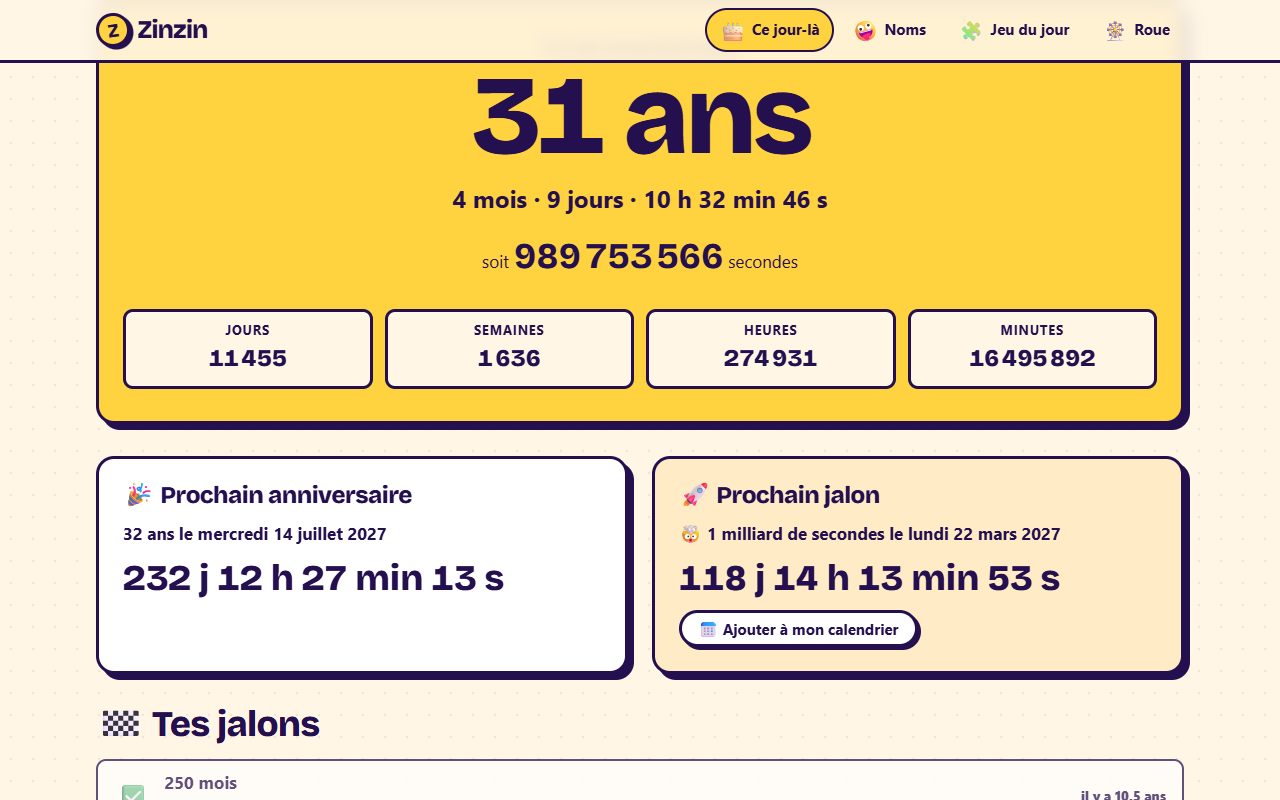 Zinzin
Ce jour-là
Noms
Jeu du jour
Roue
31 ans
4 mois · 9 jours · 10 h 32 min 46 s
soit 989 753 566 secondes
JOURS
11 455
SEMAINES
1 636
HEURES
274 931
MINUTES
16 495 892
Prochain anniversaire
32 ans le mercredi 14 juillet 2027
232 j 12 h 27 min 13 s
Prochain jalon
1 milliard de secondes le lundi 22 mars 2027
118 j 14 h 13 min 53 s
Ajouter à mon calendrier
Tes jalons
250 mois
il y a 10,5 ans